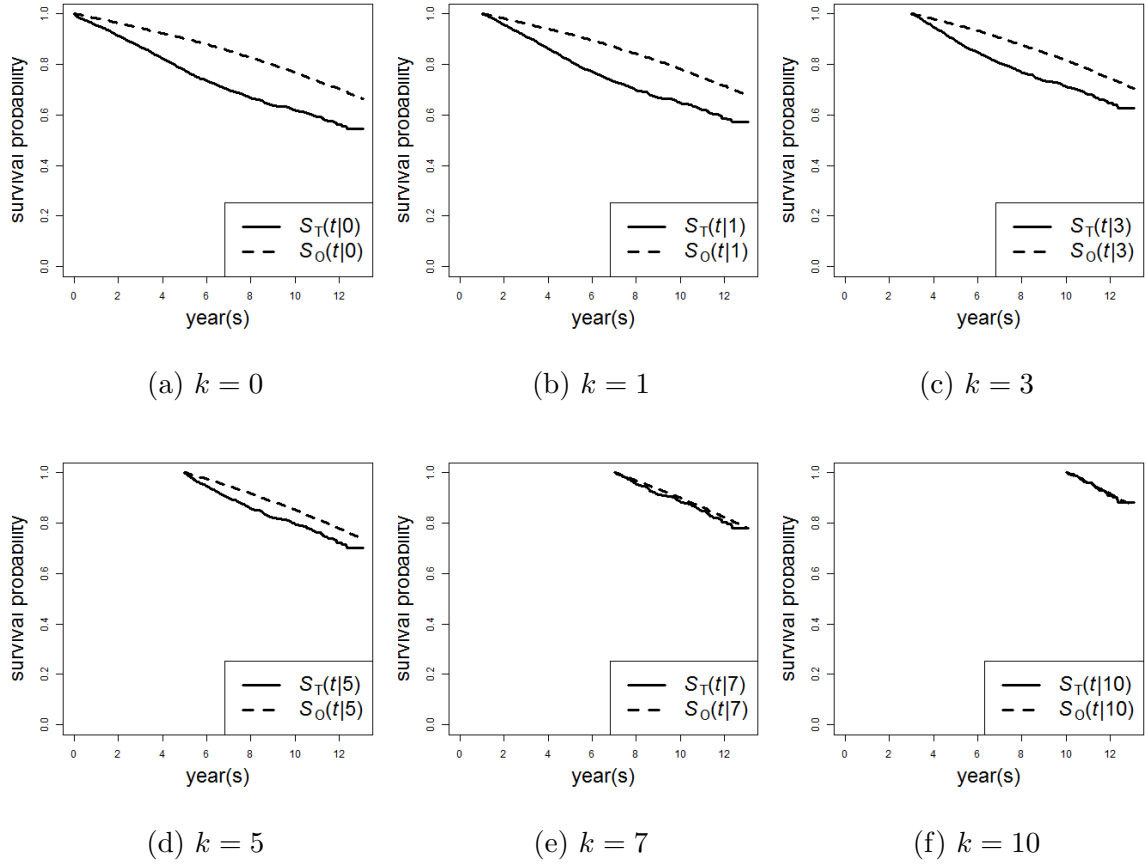 survival probability
0.0 0.2 0.4 0.6 0.8 1.0
S_T(t|0)
S_O(t|0)
0 2 4 6 8 10 12
year(s)
(a) k = 0
survival probability
0.0 0.2 0.4 0.6 0.8 1.0
S_T(t|1)
S_O(t|1)
0 2 4 6 8 10 12
year(s)
(b) k = 1
survival probability
0.0 0.2 0.4 0.6 0.8 1.0
S_T(t|3)
S_O(t|3)
0 2 4 6 8 10 12
year(s)
(c) k = 3
survival probability
0.0 0.2 0.4 0.6 0.8 1.0
S_T(t|5)
S_O(t|5)
0 2 4 6 8 10 12
year(s)
(d) k = 5
survival probability
0.0 0.2 0.4 0.6 0.8 1.0
S_T(t|7)
S_O(t|7)
0 2 4 6 8 10 12
year(s)
(e) k = 7
survival probability
0.0 0.2 0.4 0.6 0.8 1.0
S_T(t|10)
S_O(t|10)
0 2 4 6 8 10 12
year(s)
(f) k = 10